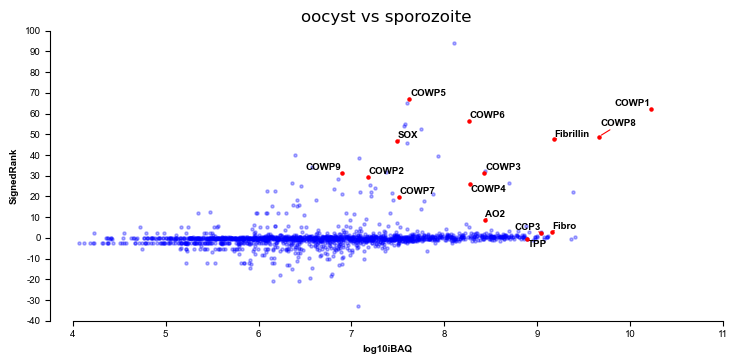 oocyst vs sporozoite
100
90
80
70
60
50
40
30
20
10
0
-10
-20
-30
-40
SignedRank
COWP5
COWP1
COWP6
COWP8
SOX
Fibrillin
COWP9
COWP2
COWP3
COWP7
COWP4
AO2
CCP3
Fibro
TPP
4
5
6
7
8
9
10
11
log10iBAQ